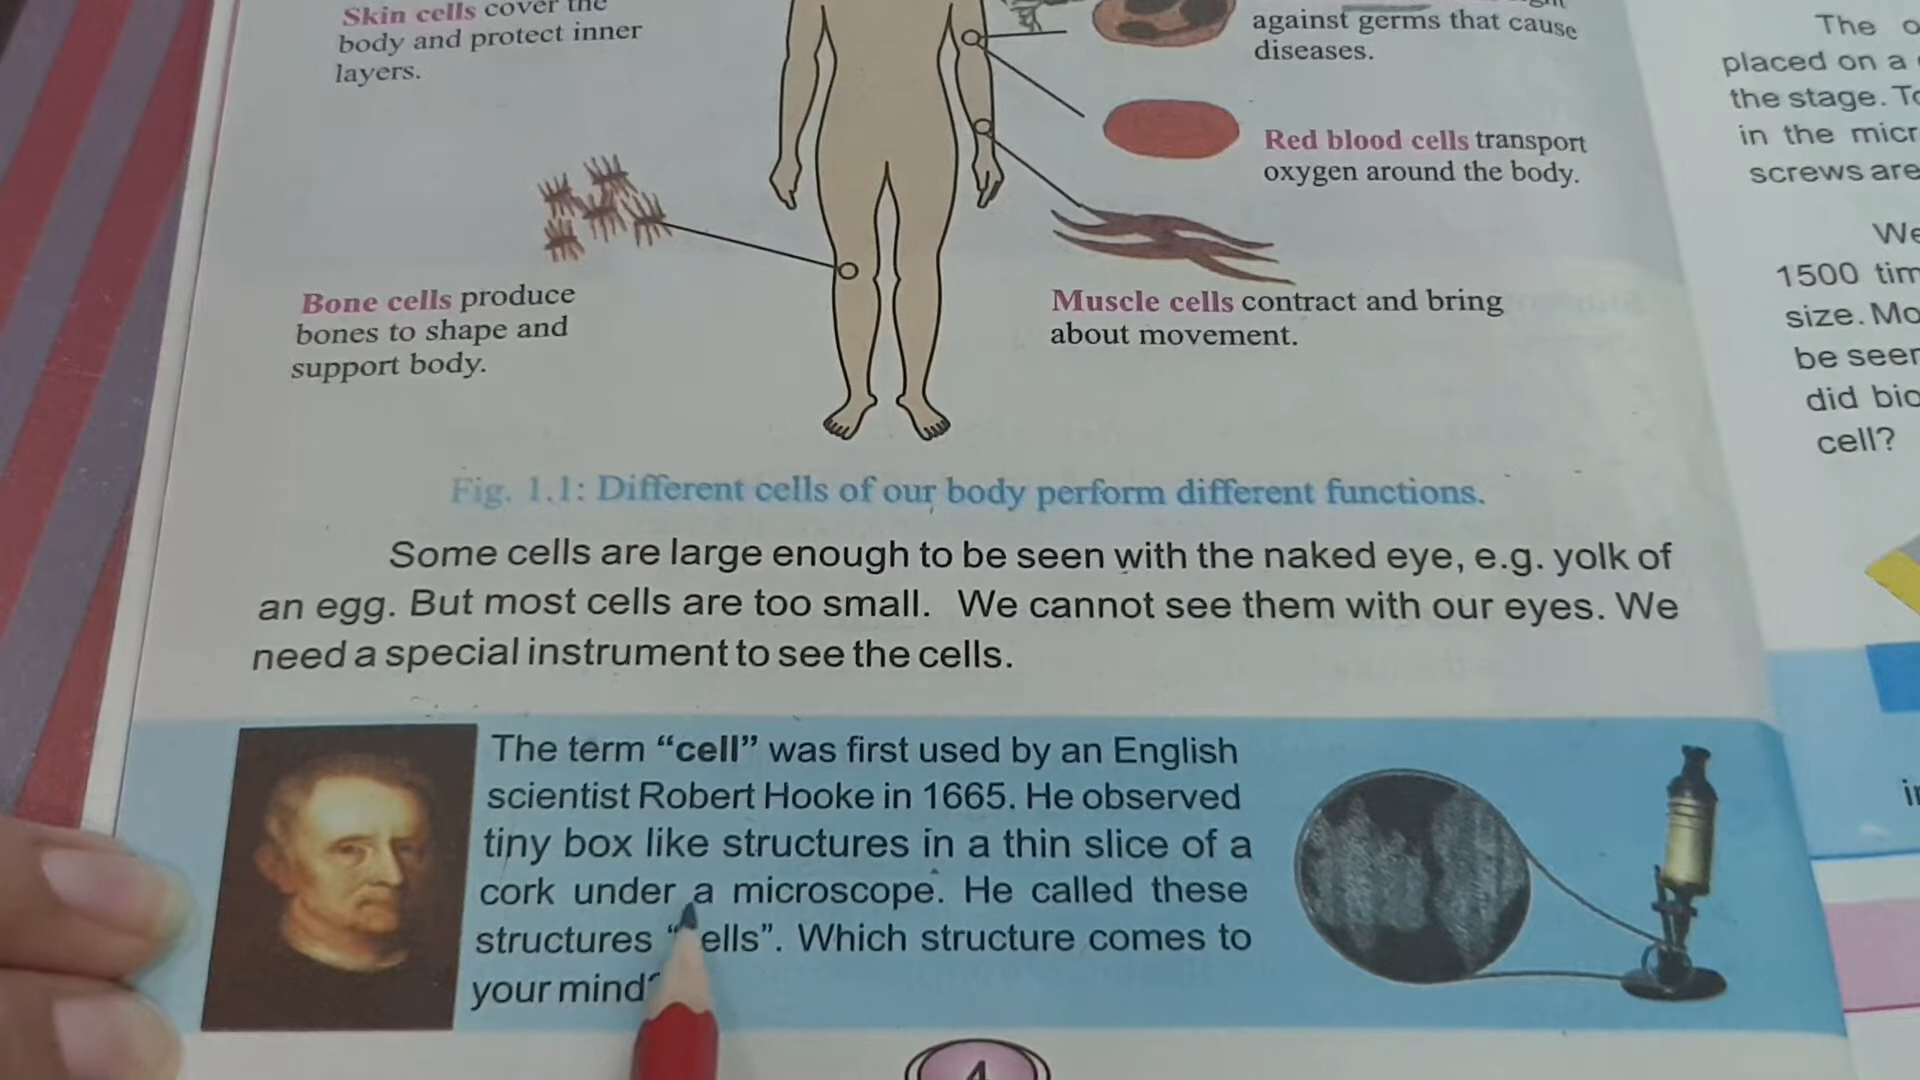 Skin cells cover the
body and protect inner
layers.
against germs that cause
diseases.
Red blood cells transport
oxygen around the body.
Bone cells produce
bones to shape and
support body.
Muscle cells contract and bring
about movement.
Fig. 1.1: Different cells of our body perform different functions.
Some cells are large enough to be seen with the naked eye, e.g. yolk of
an egg. But most cells are too small. We cannot see them with our eyes. We
need a special instrument to see the cells.
The term “cell” was first used by an English
scientist Robert Hooke in 1665. He observed
tiny box like structures in a thin slice of a
cork under a microscope. He called these
structures “ ells”. Which structure comes to
your mind
4
The
placed on a
the stage.
in the
screws are
1500
size.
be
did
cell?